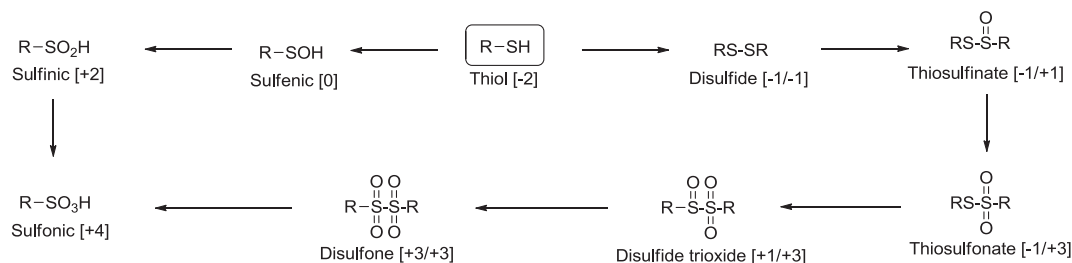 R–SO₂H
Sulfinic [+2]
R–SOH
Sulfenic [0]
R–SH
Thiol [-2]
RS-SR
Disulfide [-1/-1]
O
RS-S-R
Thiosulfinate [-1/+1]
R–SO₃H
Sulfonic [+4]
O O
R–S-S-R
O O
Disulfone [+3/+3]
O O
R–S-S-R
O
Disulfide trioxide [+1/+3]
O
RS-S-R
O
Thiosulfonate [-1/+3]